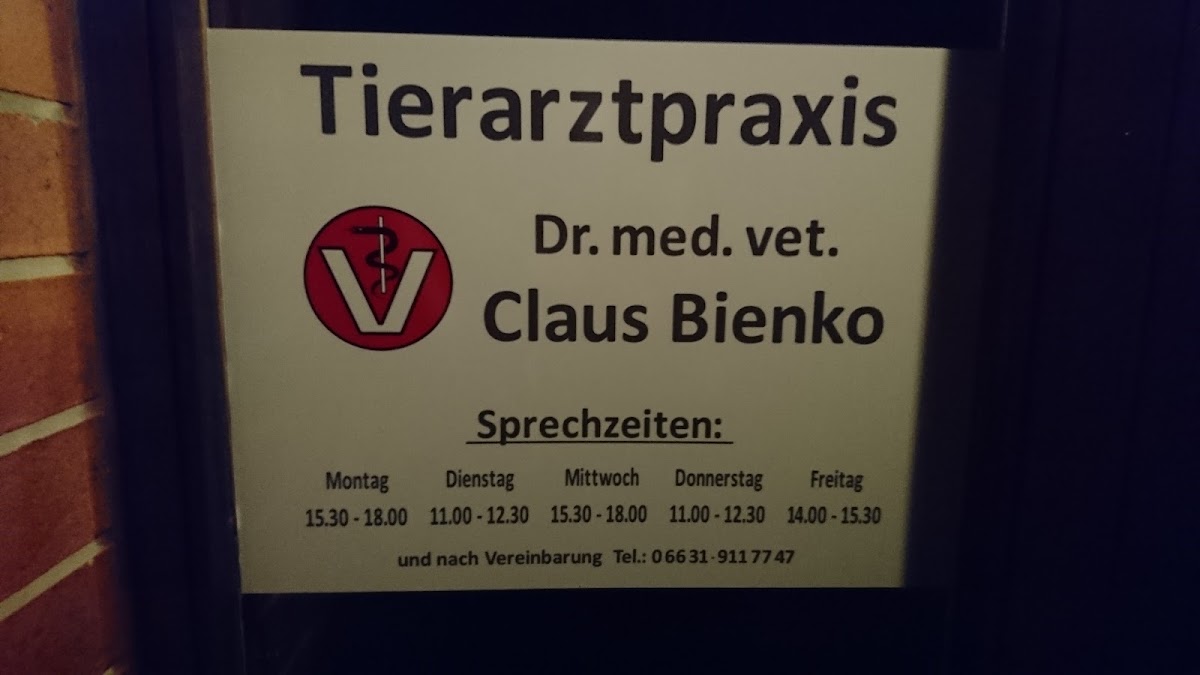 Tierarztpraxis
V
Dr. med. vet.
Claus Bienko
Sprechzeiten:
Montag Dienstag Mittwoch Donnerstag Freitag
15.30 - 18.00 11.00 - 12.30 15.30 - 18.00 11.00 - 12.30 14.00 - 15.30
und nach Vereinbarung Tel.: 06631-9117747